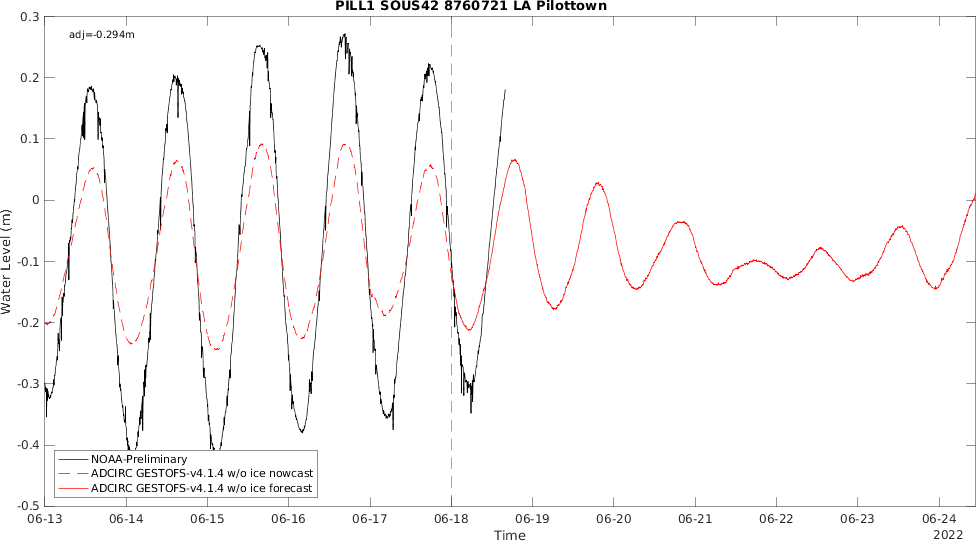 PILL1 SOUS42 8760721 LA Pilottown
adj=-0.294m
0.3
0.2
0.1
0
-0.1
-0.2
-0.3
-0.4
-0.5
Water Level (m)
NOAA-Preliminary
ADCIRC GESTOFS-v4.1.4 w/o ice nowcast
ADCIRC GESTOFS-v4.1.4 w/o ice forecast
06-13 06-14 06-15 06-16 06-17 06-18 06-19 06-20 06-21 06-22 06-23 06-24
Time
2022